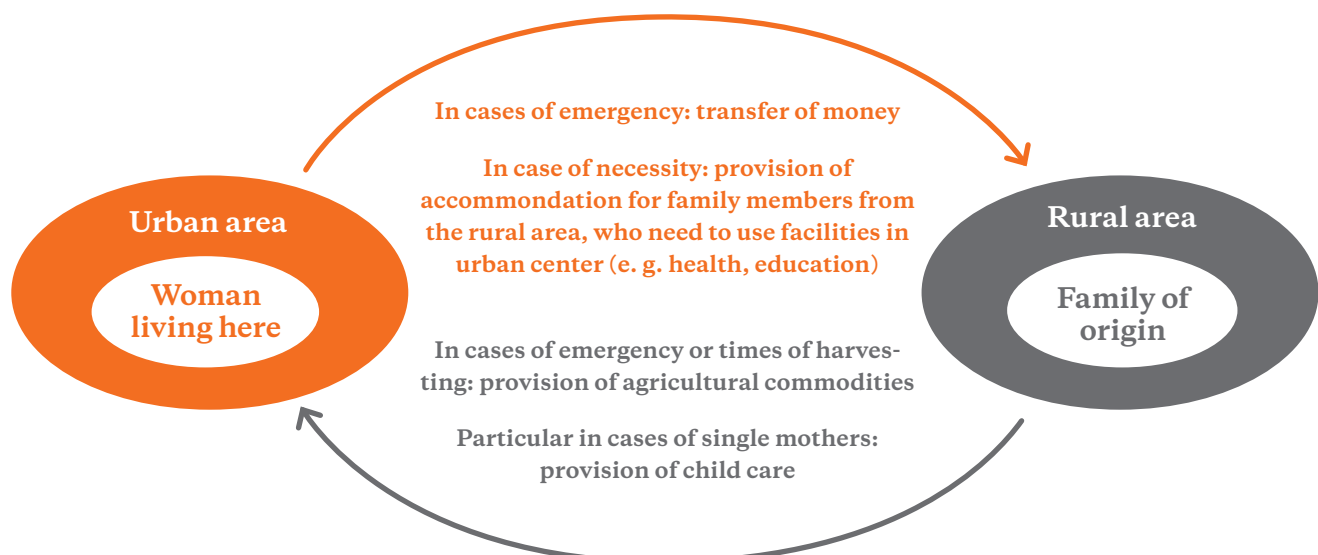 In cases of emergency: transfer of money
In case of necessity: provision of
accommondation for family members from
the rural area, who need to use facilities in
urban center (e. g. health, education)
Urban area
Woman
living here
Rural area
Family of
origin
In cases of emergency or times of harves-
ting: provision of agricultural commodities
Particular in cases of single mothers:
provision of child care